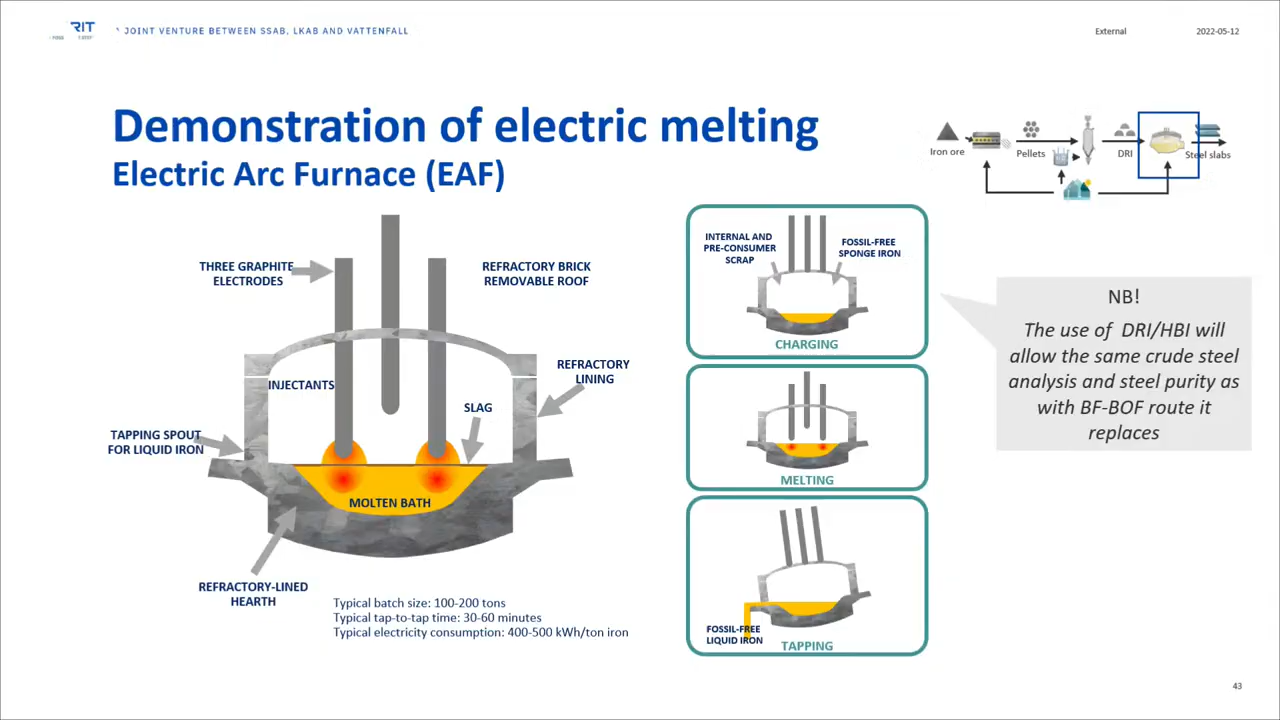 RIT
* JOINT VENTURE BETWEEN SSAB, LKAB AND VATTENFALL
External
2022-05-12
Demonstration of electric melting
Electric Arc Furnace (EAF)
Iron ore
Pellets
DRI
Steel slabs
THREE GRAPHITE
ELECTRODES
REFRACTORY BRICK
REMOVABLE ROOF
REFRACTORY
LINING
INJECTANTS
SLAG
TAPPING SPOUT
FOR LIQUID IRON
MOLTEN BATH
REFRACTORY-LINED
HEARTH
Typical batch size: 100-200 tons
Typical tap-to-tap time: 30-60 minutes
Typical electricity consumption: 400-500 kWh/ton iron
INTERNAL AND
PRE-CONSUMER
SCRAP
FOSSIL-FREE
SPONGE IRON
CHARGING
MELTING
FOSSIL-FREE
LIQUID IRON
TAPPING
NB!
The use of DRI/HBI will
allow the same crude steel
analysis and steel purity as
with BF-BOF route it
replaces
43